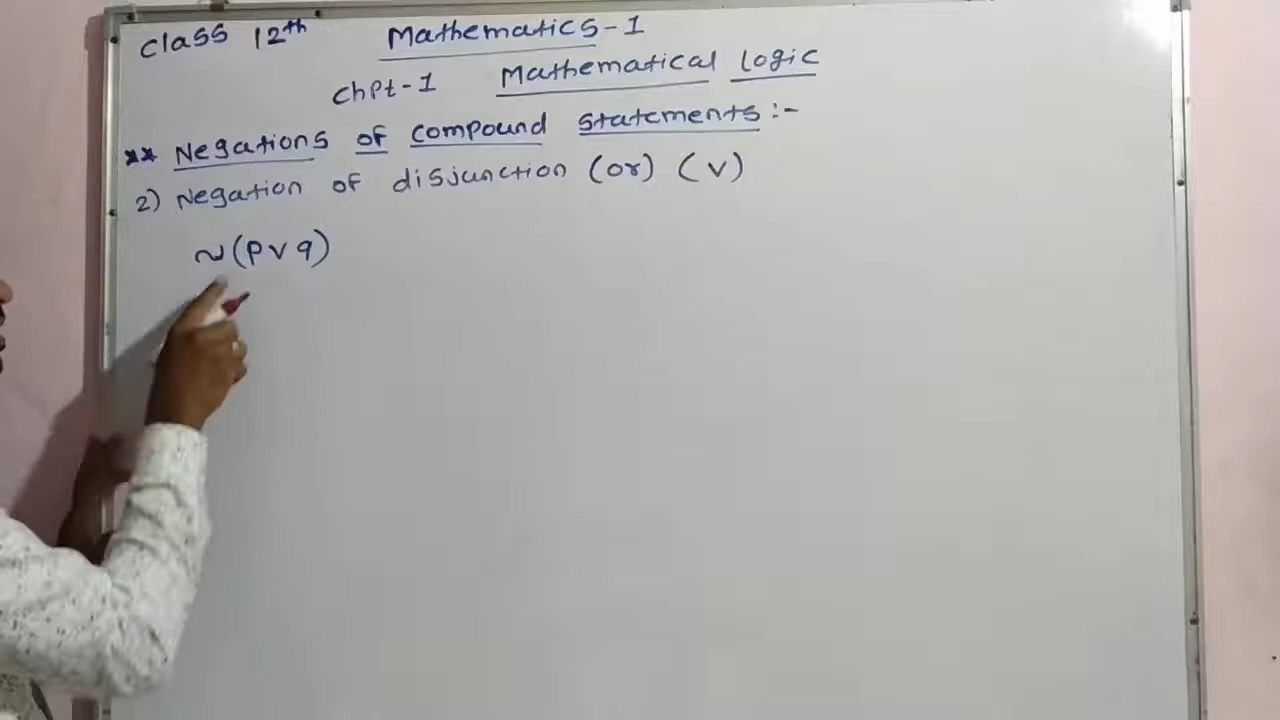 Class 12th Mathematics-1
Chpt-1 Mathematical Logic
** Negations of Compound Statements :-
2) Negation of disjunction (or) (∨)
~(p∨q)